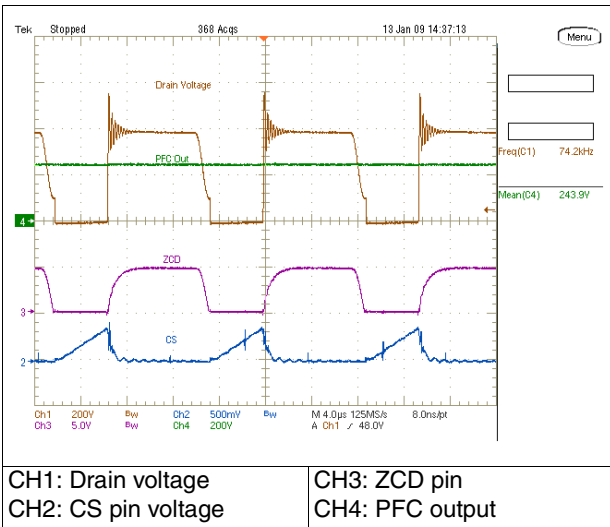 Tek Stopped 368 Acqs 13 Jan 09 14:37:13
Menu
Drain Voltage
Freq(C1) 74.2kHz
PFC Out
Mean(C4) 243.9V
4
ZCD
3
CS
2
Ch1 200V Bw Ch2 500mV Bw M 4.0µs 125MS/s 8.0ns/pt
Ch3 5.0V Bw Ch4 200V A Ch1 / 48.0V
CH1: Drain voltage
CH2: CS pin voltage
CH3: ZCD pin
CH4: PFC output